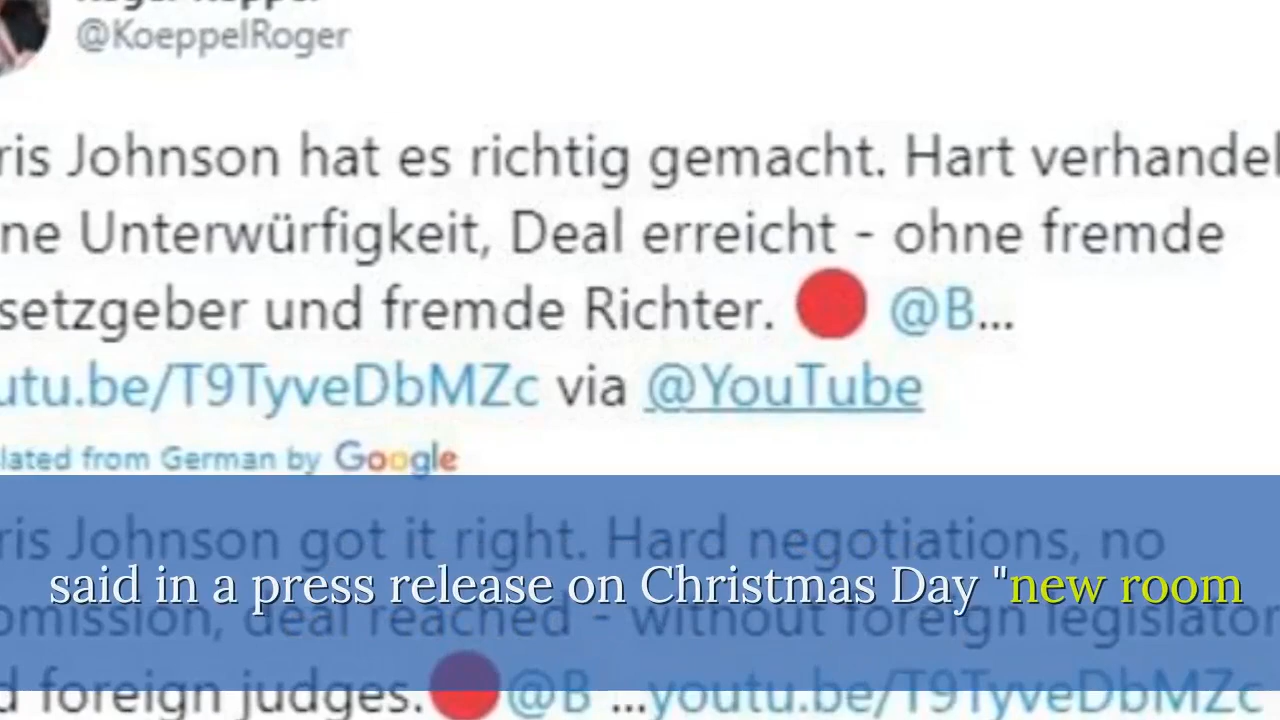 @KoeppelRoger
ris Johnson hat es richtig gemacht. Hart verhandel
ne Unterwürfigkeit, Deal erreicht - ohne fremde
setzgeber und fremde Richter. 🔴 @B...
utu.be/T9TyveDbMZc via @YouTube
lated from German by Google
ris Johnson got it right. Hard negotiations, no
said in a press release on Christmas Day "new room
omission, deal reached - without foreign legislator
d foreign judges. 🔴 @B ...youtu.be/T9TyveDbMZc